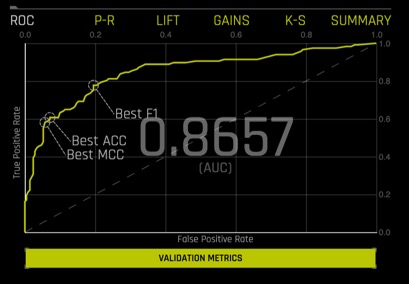 ROC P-R LIFT GAINS K-S SUMMARY
0.0 0.2 0.4 0.6 0.8 1.0
1.0
0.8
0.6
0.4
0.2
0.0
True Positive Rate
Best F1
Best ACC
Best MCC
0.8657
(AUC)
False Positive Rate
VALIDATION METRICS